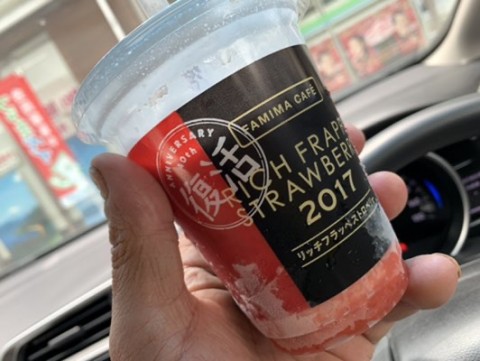 FAMIMA CAFÉ
ANNIVERSARY
復活
RICH FRAPPE
STRAWBERRY
2017
リッチフラッペストロベリー